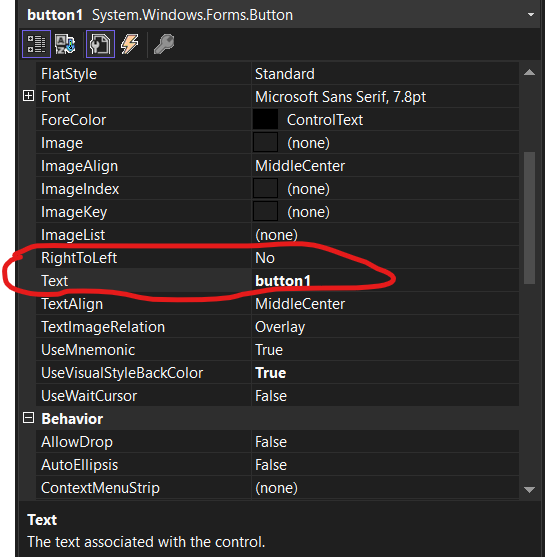 button1 System.Windows.Forms.Button
FlatStyle Standard
Font Microsoft Sans Serif, 7.8pt
ForeColor ControlText
Image (none)
ImageAlign MiddleCenter
ImageIndex (none)
ImageKey (none)
ImageList (none)
RightToLeft No
Text button1
TextAlign MiddleCenter
TextImageRelation Overlay
UseMnemonic True
UseVisualStyleBackColor True
UseWaitCursor False
Behavior
AllowDrop False
AutoEllipsis False
ContextMenuStrip (none)
Text
The text associated with the control.